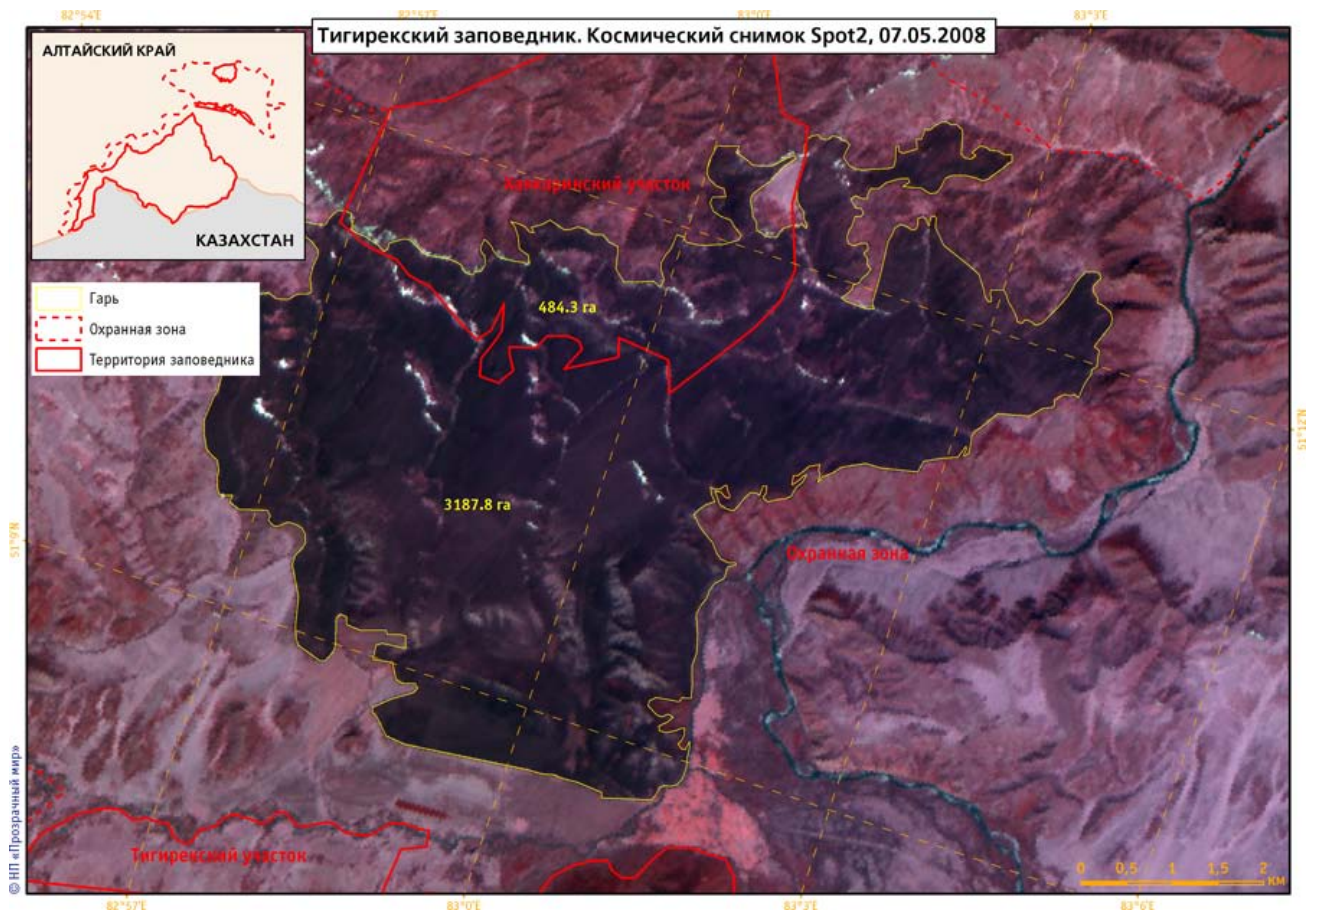 82°54'E
82°57'E
83°0'E
83°3'E
Тигирекский заповедник. Космический снимок Spot2, 07.05.2008
АЛТАЙСКИЙ КРАЙ
КАЗАХСТАН
Ханкаринский участок
Гарь
Охранная зона
Территория заповедника
484.3 га
51°12'N
3187.8 га
51°9'N
Охранная зона
© НП «Прозрачный мир»
Тигирекский участок
0 0,5 1 1,5 2
КМ
82°57'E
83°0'E
83°3'E
83°6'E